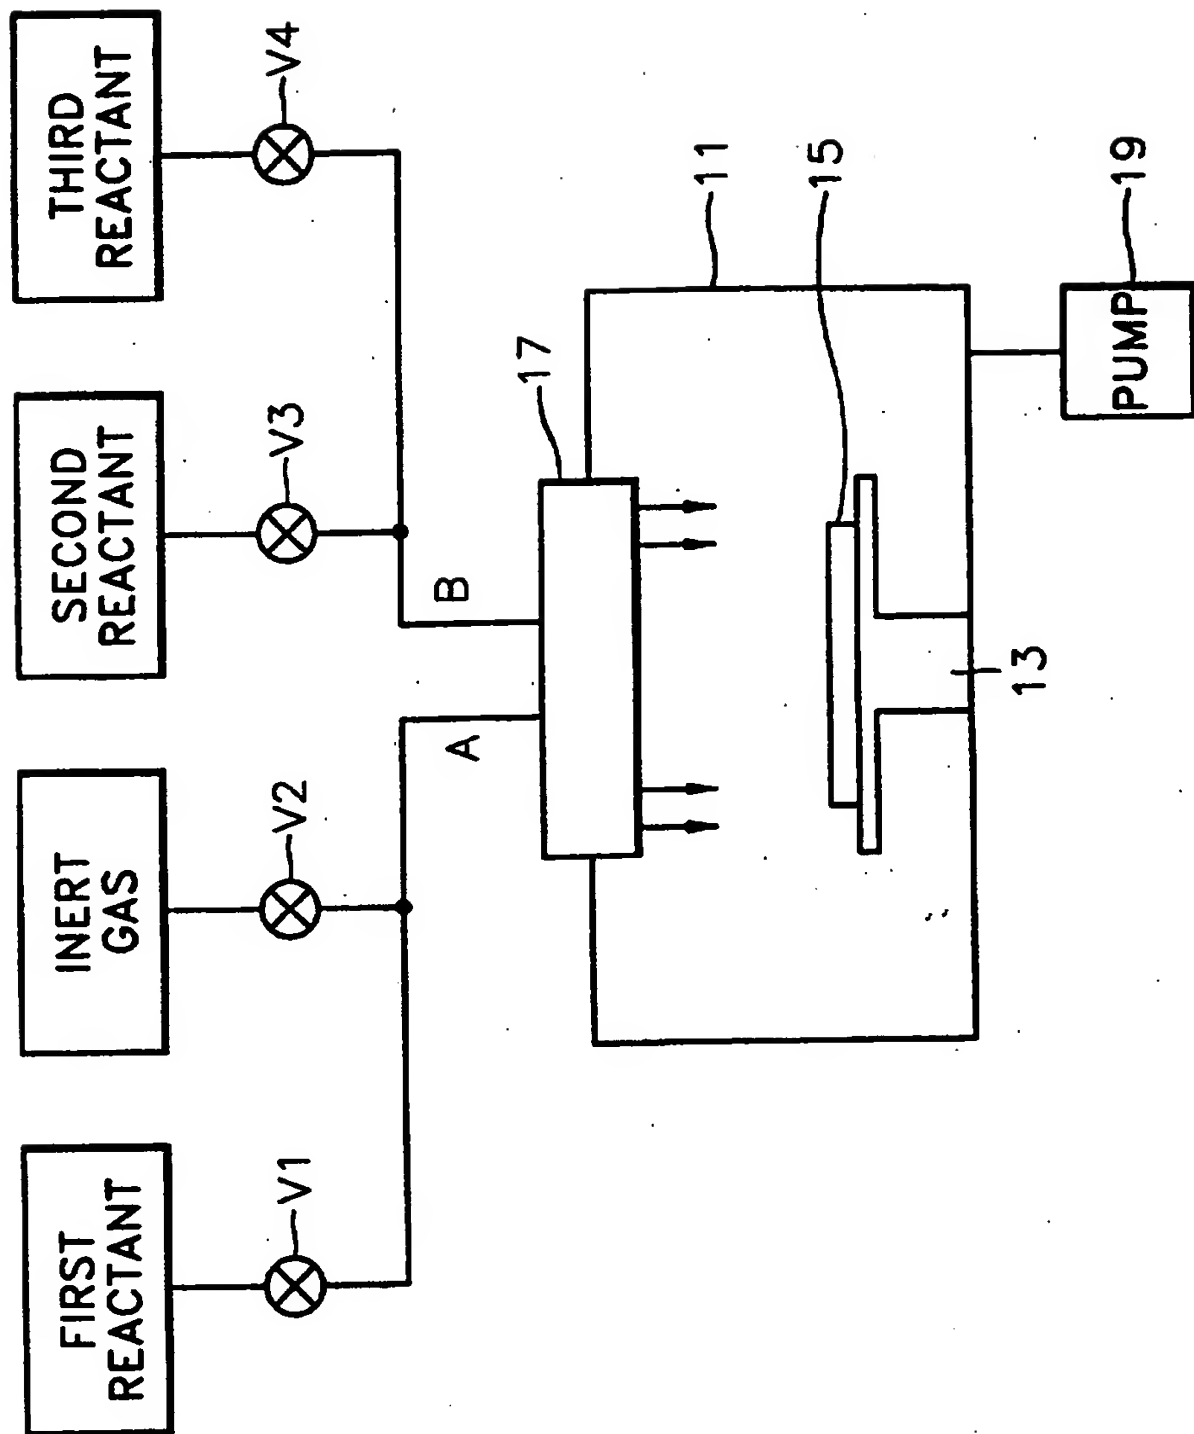 FIRST
REACTANT
INERT
GAS
SECOND
REACTANT
THIRD
REACTANT
V1
V2
V3
V4
A
B
17
11
15
13
PUMP
19